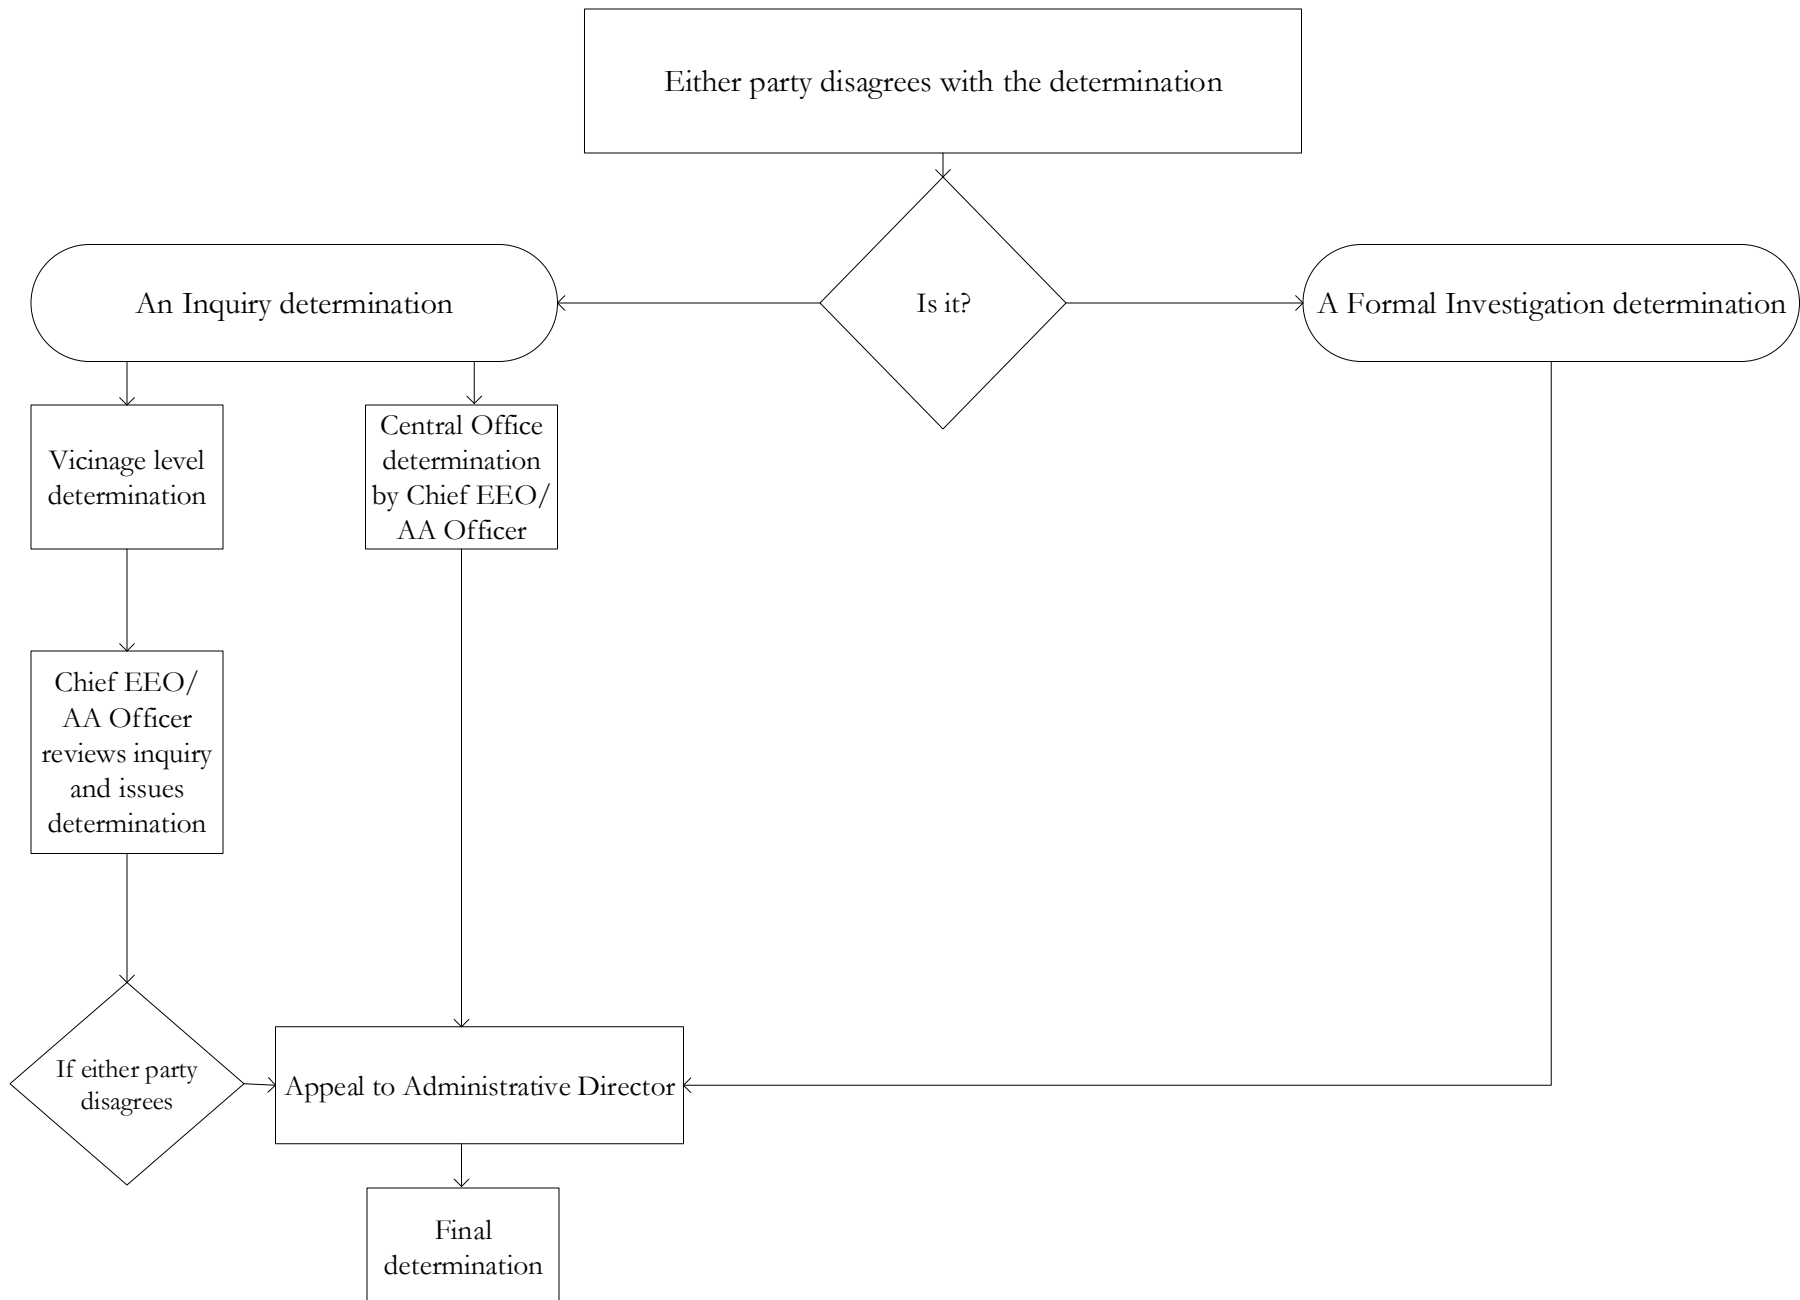 Either party disagrees with the determination
An Inquiry determination
Is it?
A Formal Investigation determination
Vicinage level
determination
Central Office
determination
by Chief EEO/
AA Officer
Chief EEO/
AA Officer
reviews inquiry
and issues
determination
If either party
disagrees
Appeal to Administrative Director
Final
determination